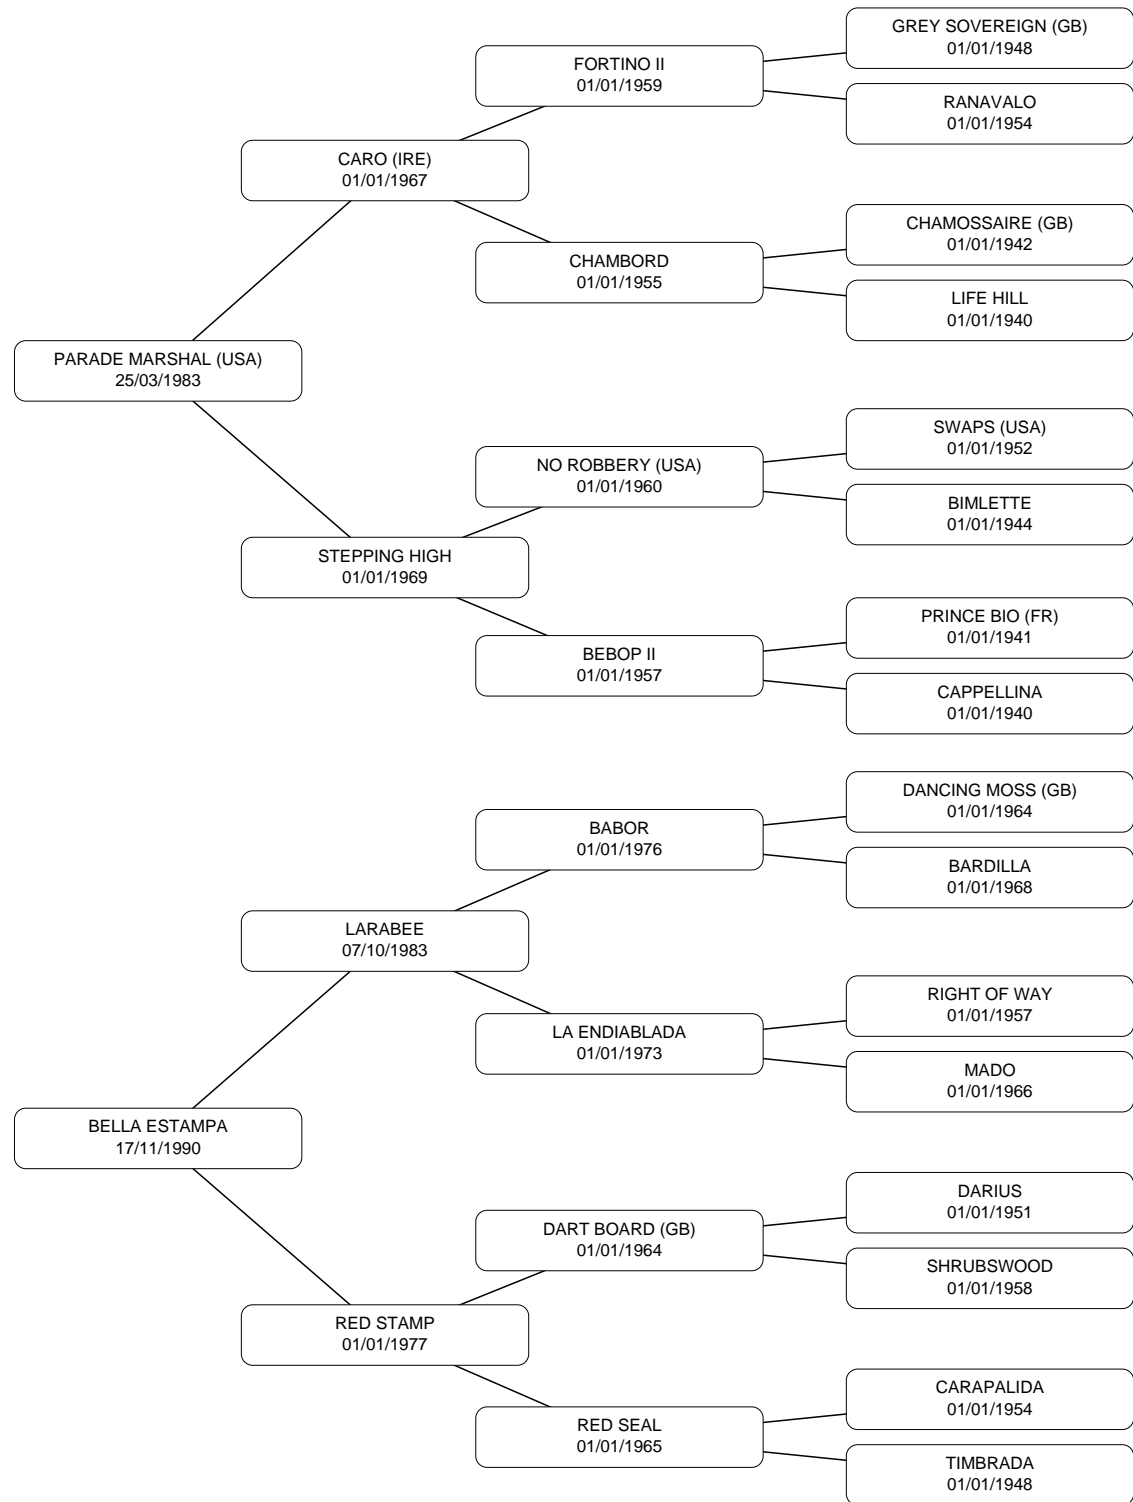 GREY SOVEREIGN (GB)
01/01/1948
FORTINO II
01/01/1959
RANAVALO
01/01/1954
CARO (IRE)
01/01/1967
CHAMOSSAIRE (GB)
01/01/1942
CHAMBORD
01/01/1955
LIFE HILL
01/01/1940
PARADE MARSHAL (USA)
25/03/1983
SWAPS (USA)
01/01/1952
NO ROBBERY (USA)
01/01/1960
BIMLETTE
01/01/1944
STEPPING HIGH
01/01/1969
PRINCE BIO (FR)
01/01/1941
BEBOP II
01/01/1957
CAPPELLINA
01/01/1940
DANCING MOSS (GB)
01/01/1964
BABOR
01/01/1976
BARDILLA
01/01/1968
LARABEE
07/10/1983
RIGHT OF WAY
01/01/1957
LA ENDIABLADA
01/01/1973
MADO
01/01/1966
BELLA ESTAMPA
17/11/1990
DARIUS
01/01/1951
DART BOARD (GB)
01/01/1964
SHRUBSWOOD
01/01/1958
RED STAMP
01/01/1977
CARAPALIDA
01/01/1954
RED SEAL
01/01/1965
TIMBRADA
01/01/1948